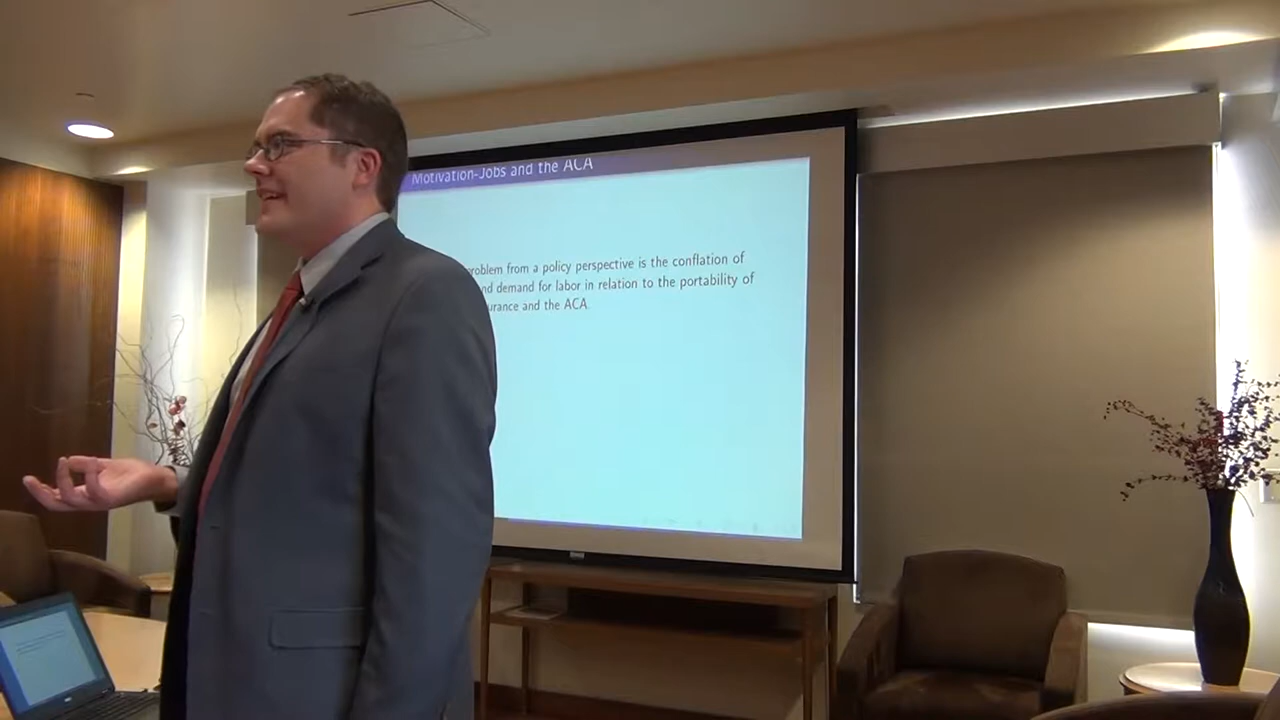 Motivation-Jobs and the ACA
problem from a policy perspective is the conflation of
and demand for labor in relation to the portability of
urance and the ACA.